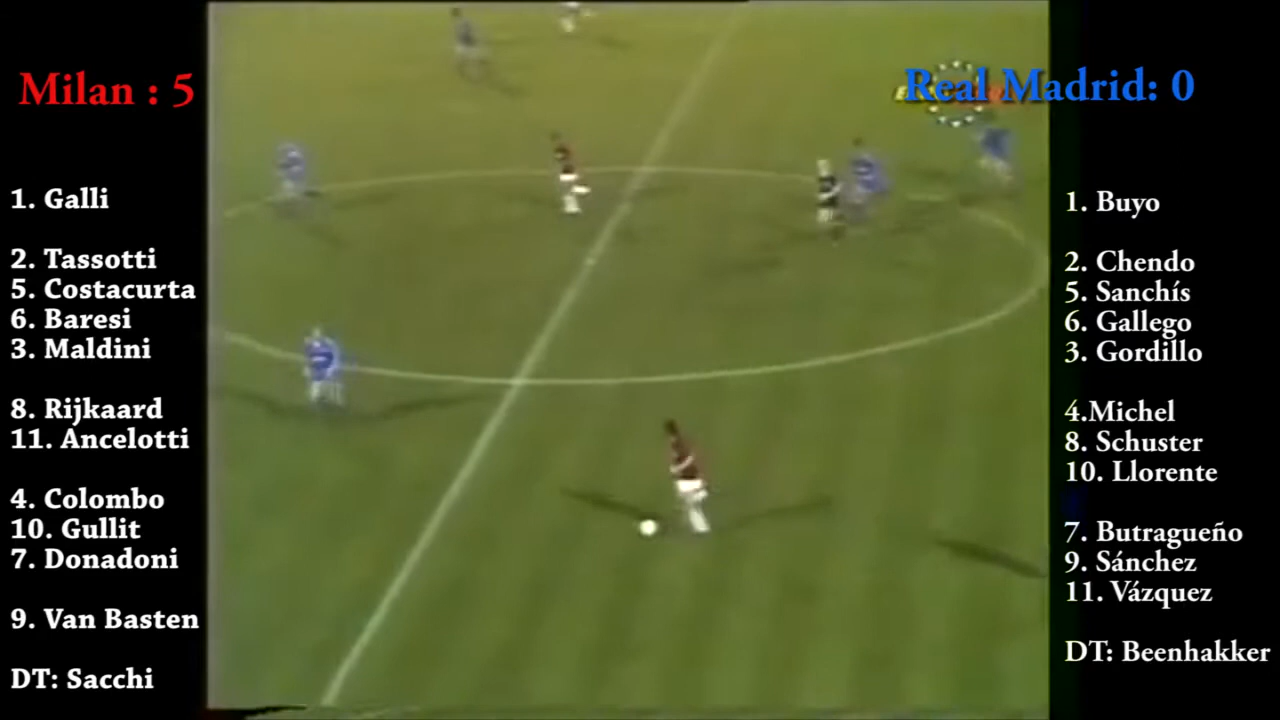 Milan : 5
1. Galli
2. Tassotti
5. Costacurta
6. Baresi
3. Maldini
8. Rijkaard
11. Ancelotti
4. Colombo
10. Gullit
7. Donadoni
9. Van Basten
DT: Sacchi
Real Madrid: 0
1. Buyo
2. Chendo
5. Sanchís
6. Gallego
3. Gordillo
4.Michel
8. Schuster
10. Llorente
7. Butragueño
9. Sánchez
11. Vázquez
DT: Beenhakker